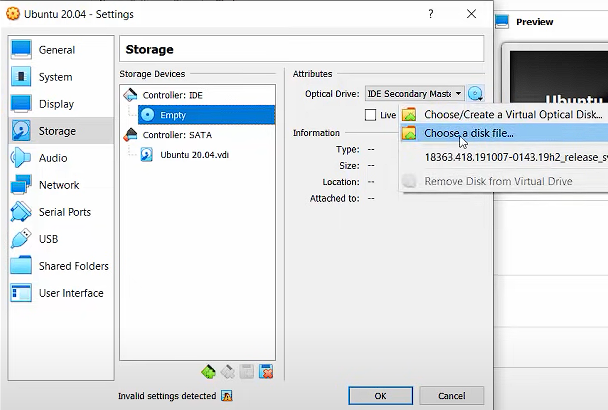 Ubuntu 20.04 - Settings
?
General
System
Display
Storage
Audio
Network
Serial Ports
USB
Shared Folders
User Interface
Storage
Storage Devices
Controller: IDE
Empty
Controller: SATA
Ubuntu 20.04.vdi
Attributes
Optical Drive: IDE Secondary Maste
Live
Information
Type: --
Size: --
Location: --
Attached to: --
Choose/Create a Virtual Optical Disk...
Choose a disk file...
18363.418.191007-0143.19h2_release_sv
Remove Disk from Virtual Drive
Invalid settings detected
OK
Cancel
Preview
Ubuntu